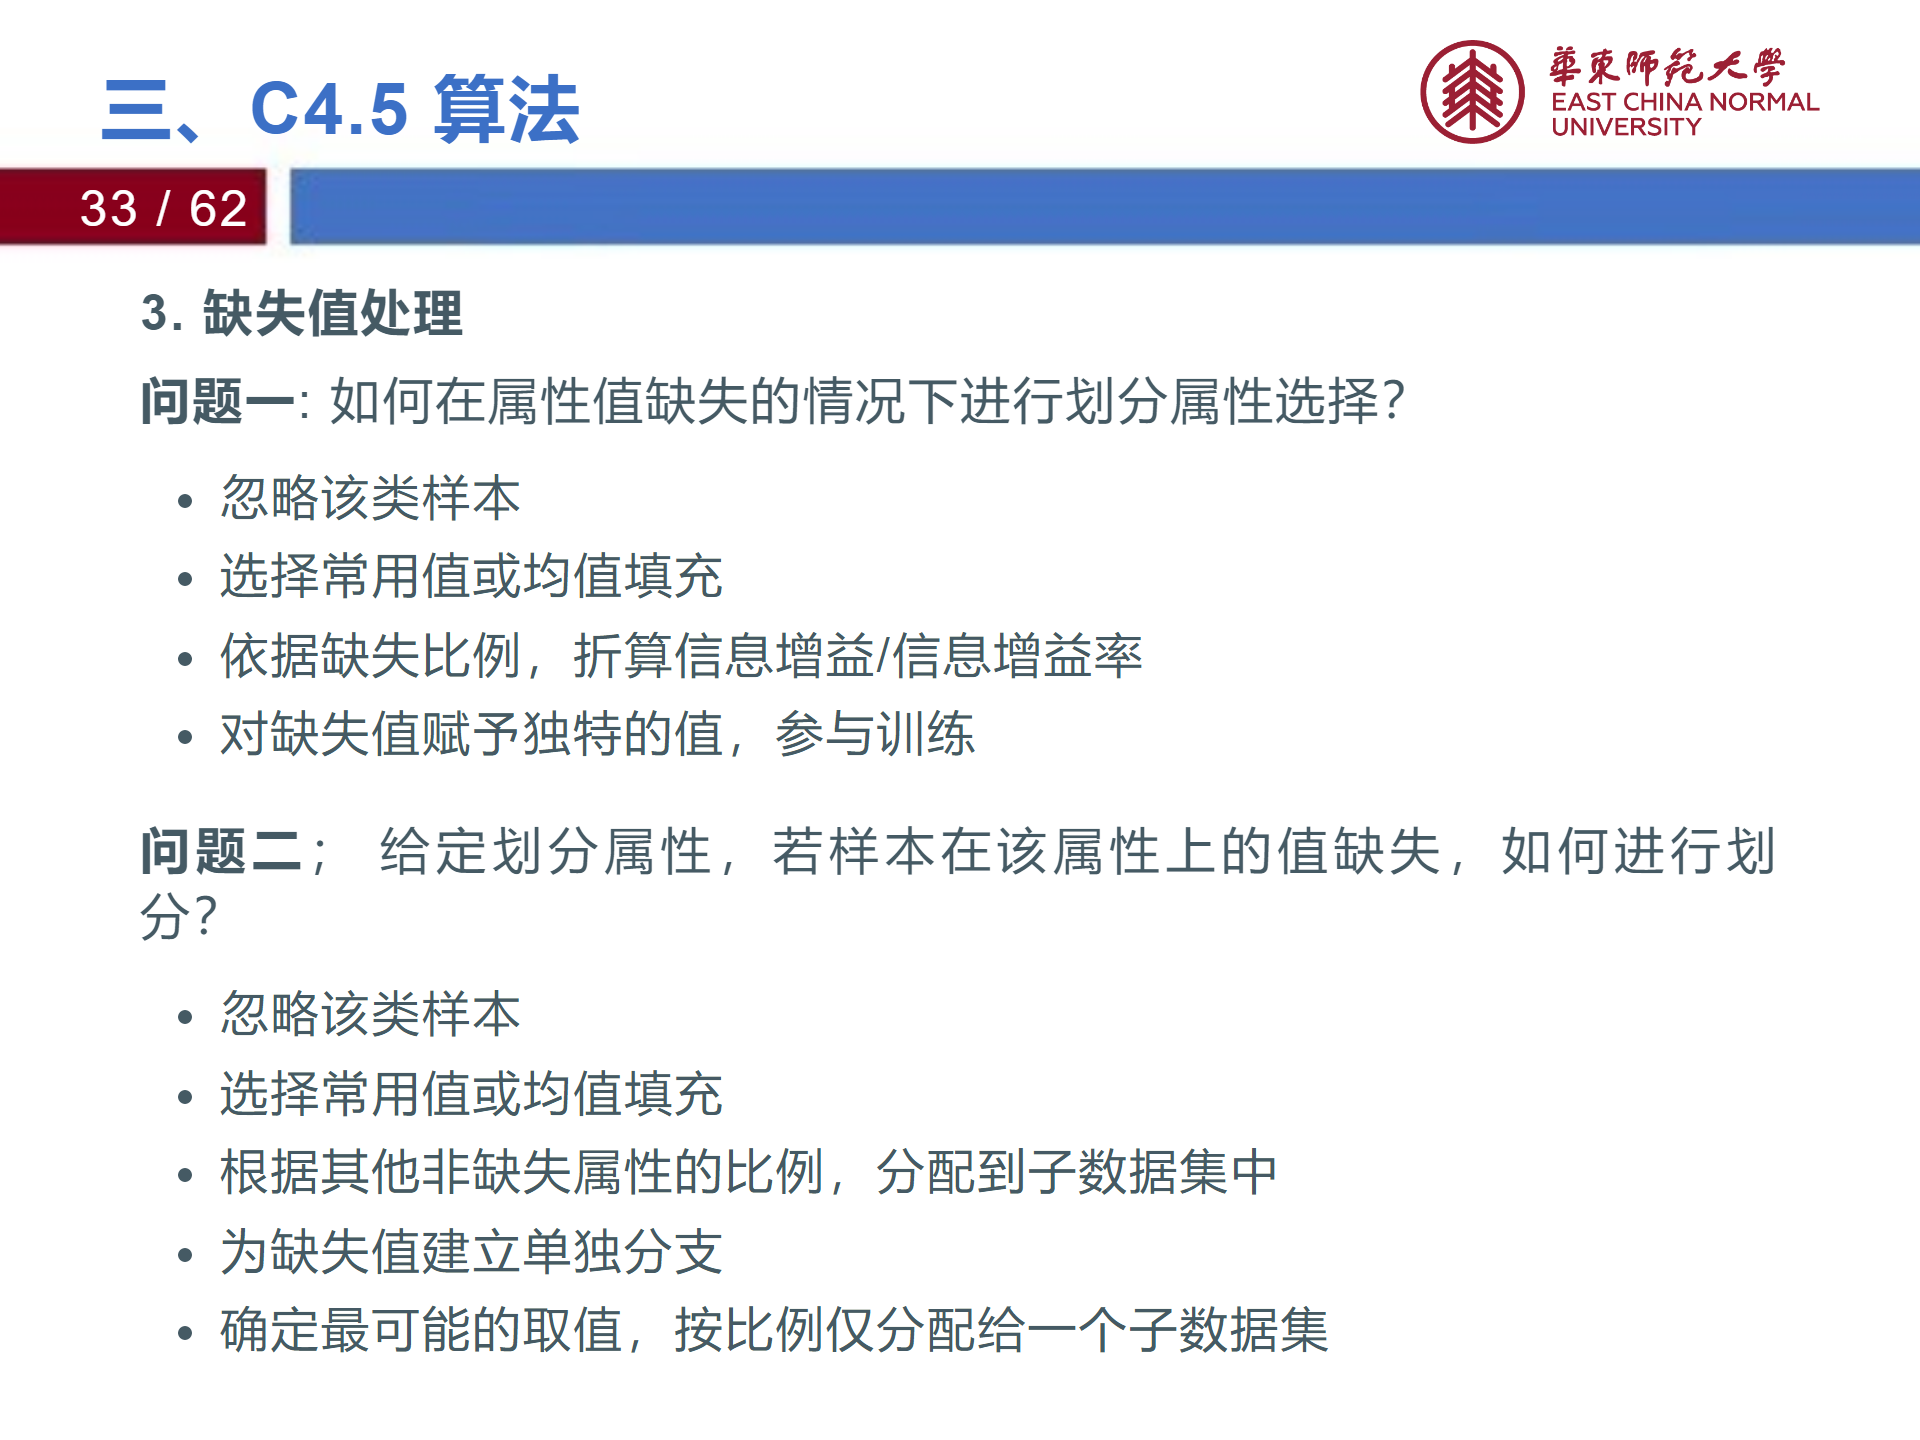 三、C4.5 算法
華東師範大學
EAST CHINA NORMAL
UNIVERSITY
33 / 62
3. 缺失值处理
问题一: 如何在属性值缺失的情况下进行划分属性选择?
• 忽略该类样本
• 选择常用值或均值填充
• 依据缺失比例，折算信息增益/信息增益率
• 对缺失值赋予独特的值，参与训练
问题二； 给定划分属性，若样本在该属性上的值缺失，如何进行划
分?
• 忽略该类样本
• 选择常用值或均值填充
• 根据其他非缺失属性的比例，分配到子数据集中
• 为缺失值建立单独分支
• 确定最可能的取值，按比例仅分配给一个子数据集